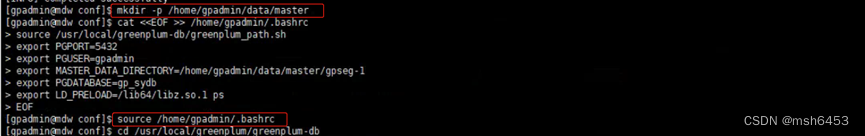 [INFO] completed successfully
[gpadmin@mdw conf]$ mkdir -p /home/gpadmin/data/master
[gpadmin@mdw conf]$ cat <<EOF >> /home/gpadmin/.bashrc
> source /usr/local/greenplum-db/greenplum_path.sh
> export PGPORT=5432
> export PGUSER=gpadmin
> export MASTER_DATA_DIRECTORY=/home/gpadmin/data/master/gpseg-1
> export PGDATABASE=gp_sydb
> export LD_PRELOAD=/lib64/libz.so.1 ps
> EOF
[gpadmin@mdw conf]$ source /home/gpadmin/.bashrc
[gpadmin@mdw conf]$ cd /usr/local/greenplum/greenplum-db
CSDN @msh6453